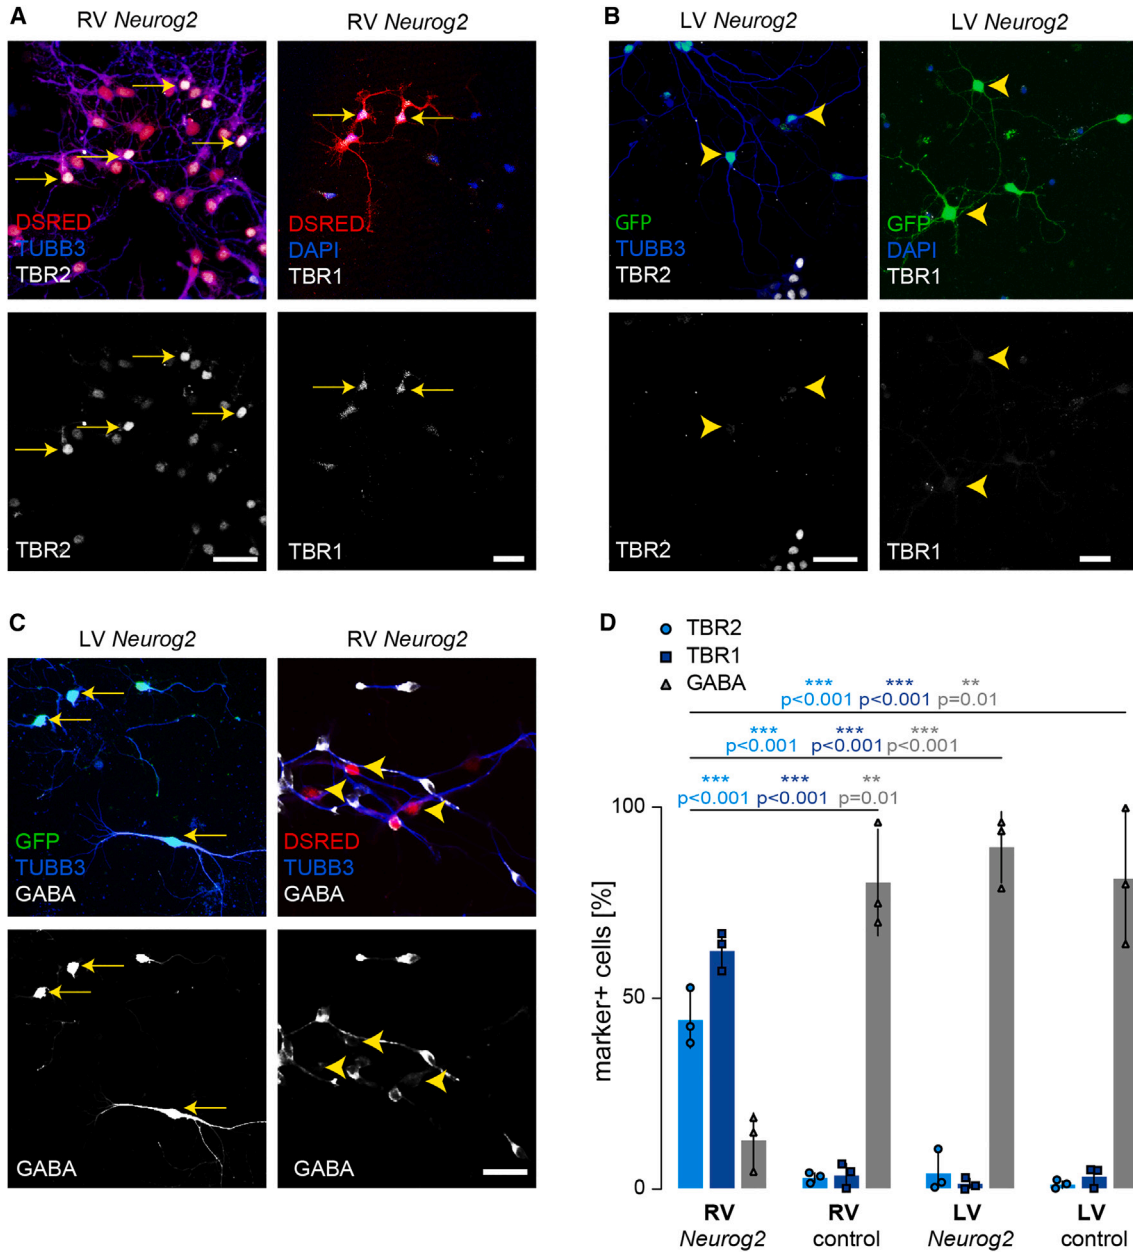 A
RV Neurog2
RV Neurog2
DSRED
TUBB3
TBR2
DSRED
DAPI
TBR1
TBR2
TBR1
B
LV Neurog2
LV Neurog2
GFP
TUBB3
TBR2
GFP
DAPI
TBR1
TBR2
TBR1
C
LV Neurog2
RV Neurog2
GFP
TUBB3
GABA
DSRED
TUBB3
GABA
GABA
GABA
D
TBR2
TBR1
GABA
*** *** **
p<0.001 p<0.001 p=0.01
*** *** ***
p<0.001 p<0.001 p<0.001
*** *** **
p<0.001 p<0.001 p=0.01
marker+ cells [%]
100
50
0
RV RV LV LV
Neurog2 control Neurog2 control